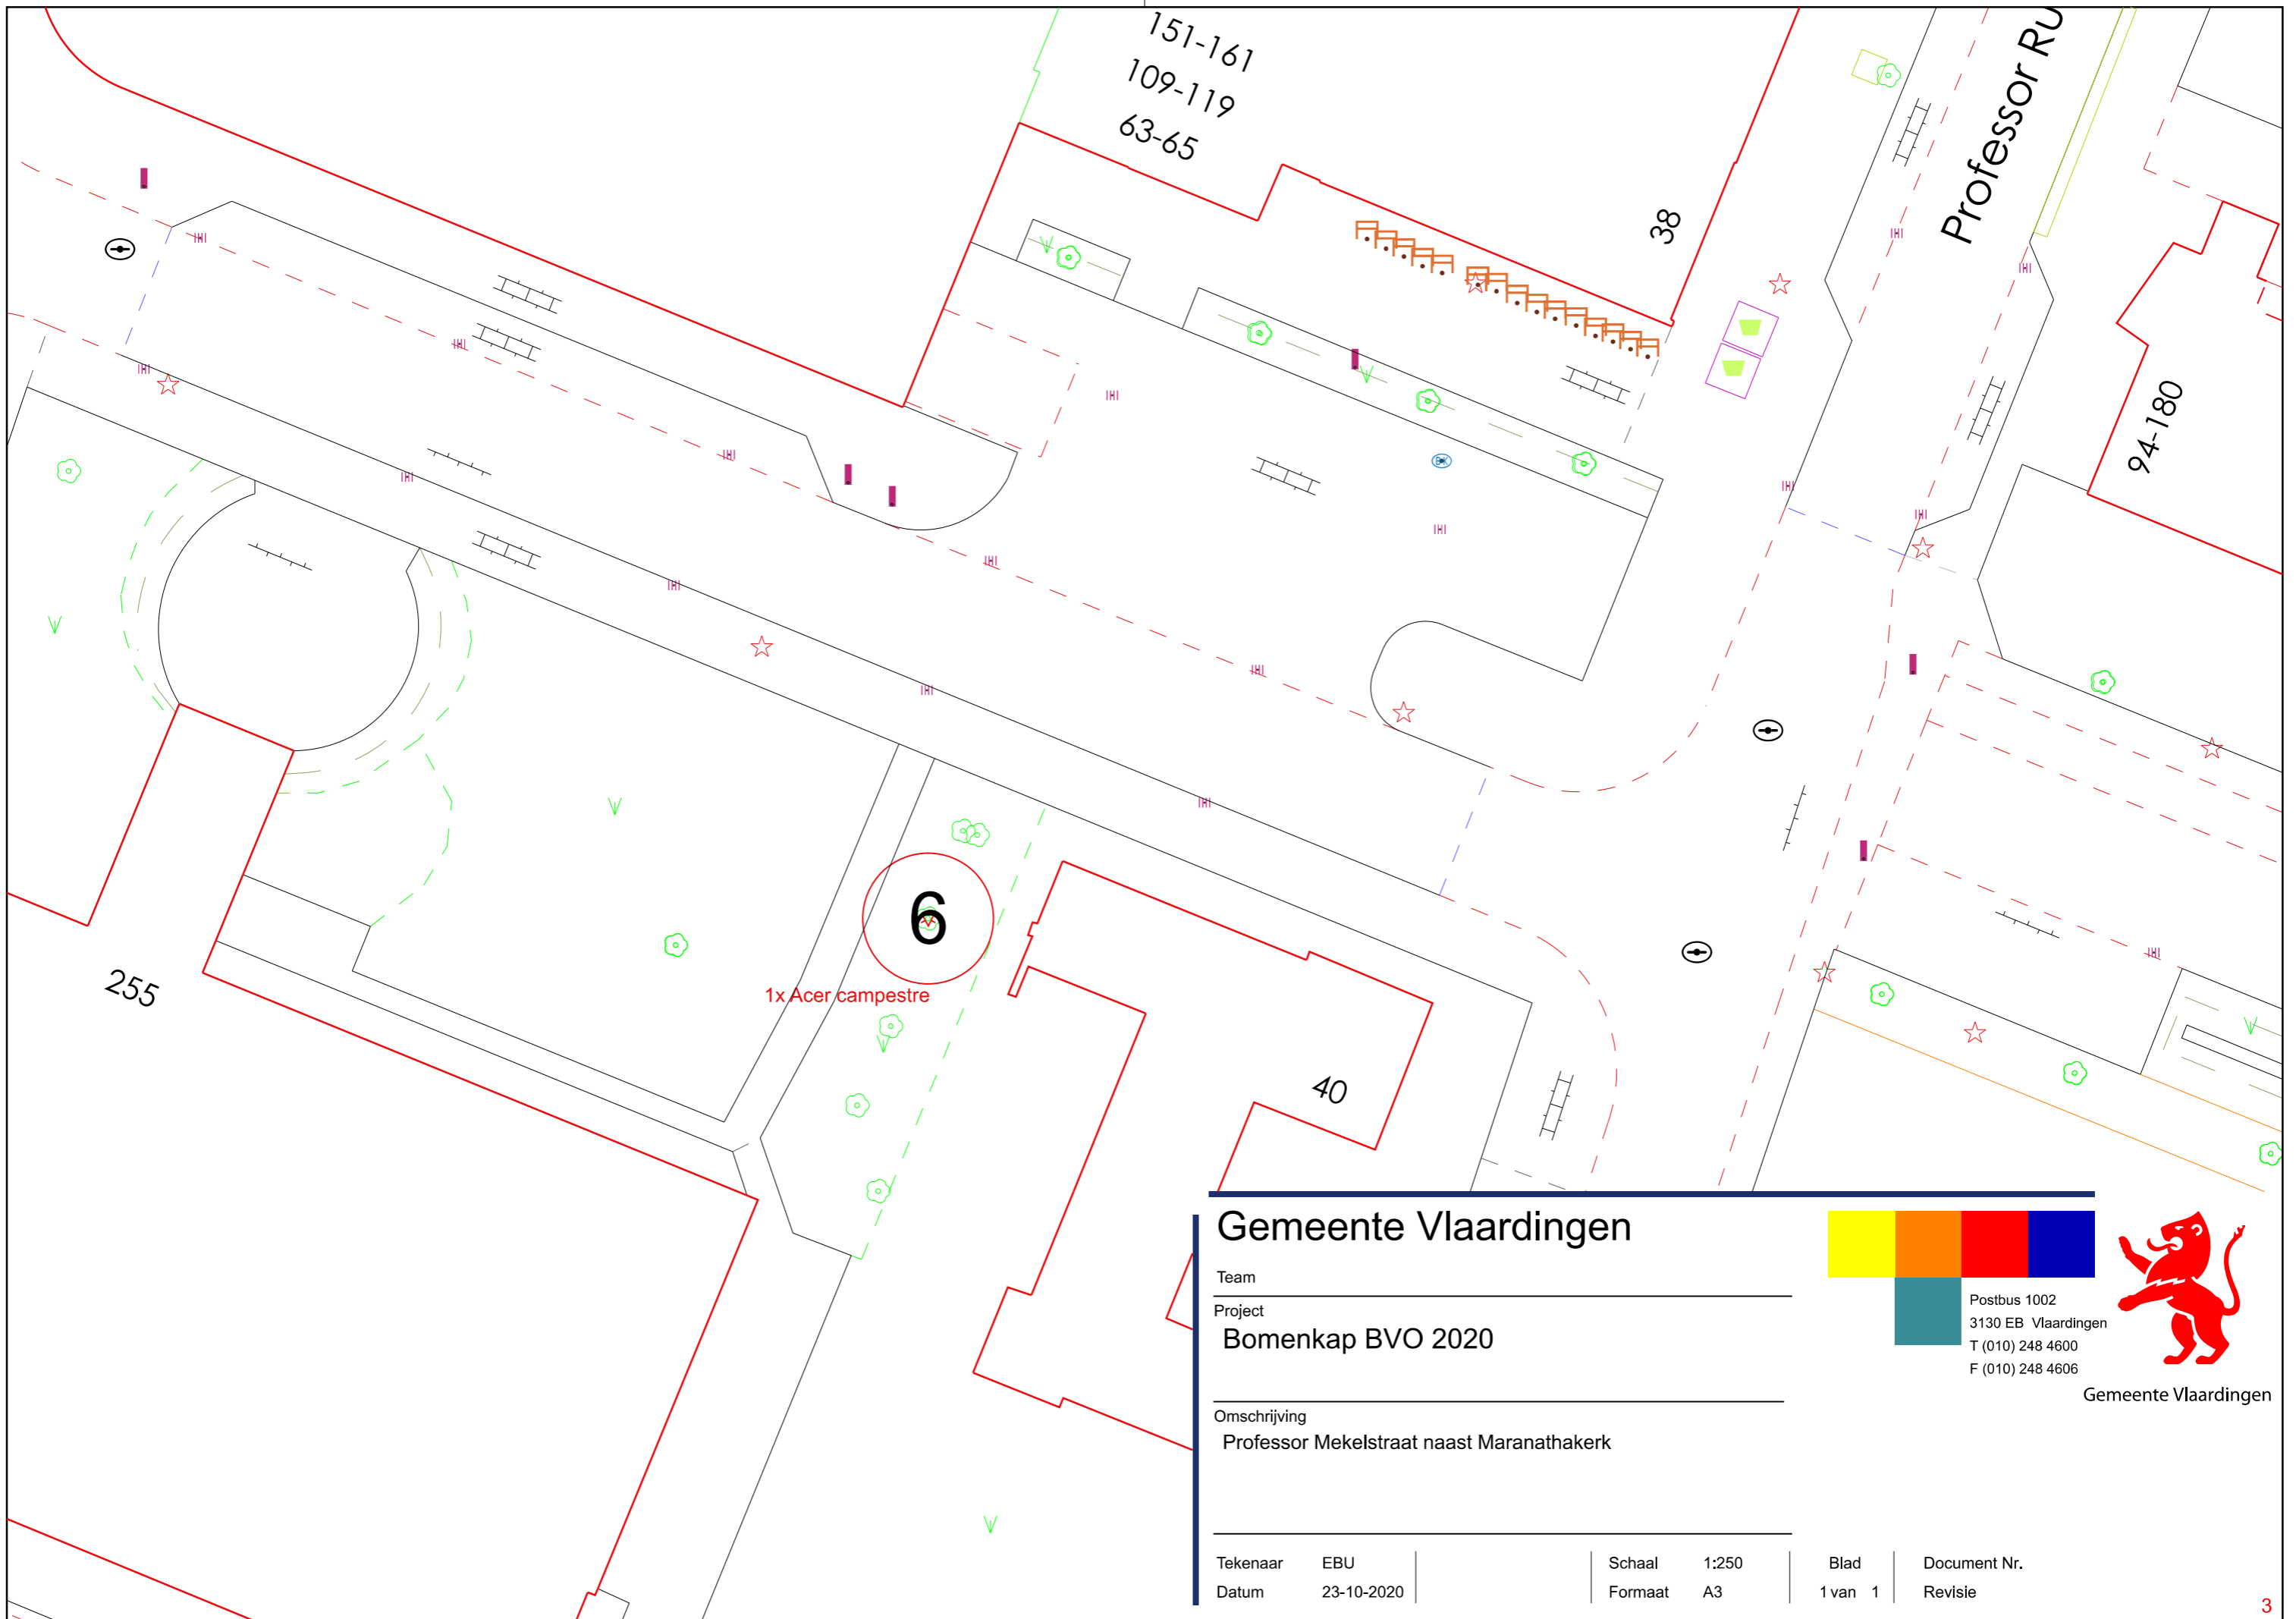 151-161
109-119
63-65
38
Professor Ru
94-180
6
1x Acer campestre
255
40
Gemeente Vlaardingen
Team
Project
Bomenkap BVO 2020
Omschrijving
Professor Mekelstraat naast Maranathakerk
Postbus 1002
3130 EB Vlaardingen
T (010) 248 4600
F (010) 248 4606
Gemeente Vlaardingen
Tekenaar EBU Schaal 1:250 Blad Document Nr.
Datum 23-10-2020 Formaat A3 1 van 1 Revisie
3